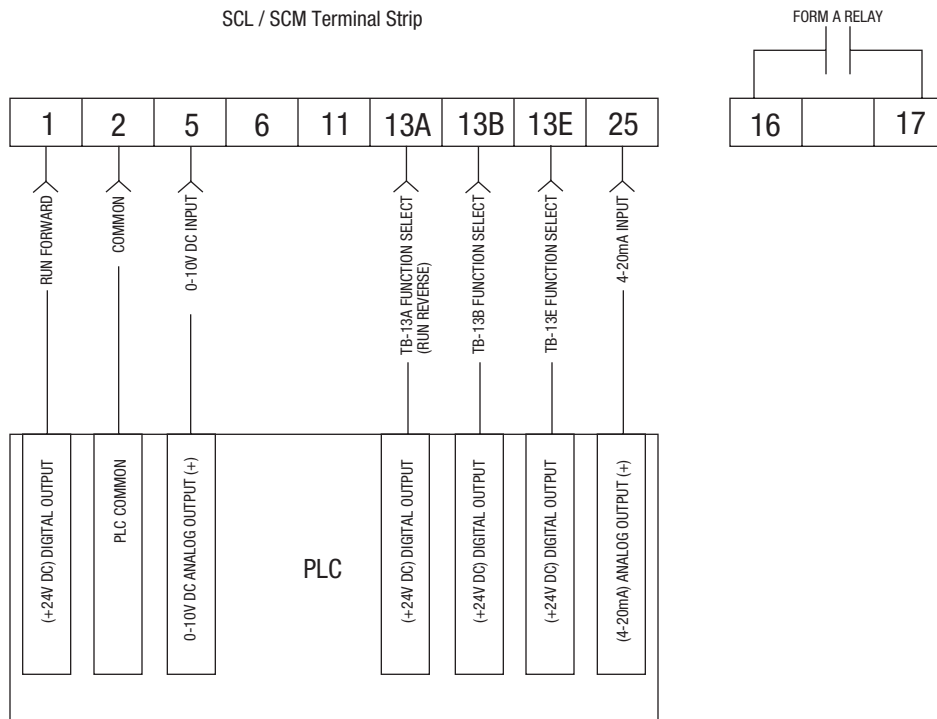 SCL / SCM Terminal Strip
FORM A RELAY
1 2 5 6 11 13A 13B 13E 25
16 17
RUN FORWARD
COMMON
0-10V DC INPUT
TB-13A FUNCTION SELECT
(RUN REVERSE)
TB-13B FUNCTION SELECT
TB-13E FUNCTION SELECT
4-20mA INPUT
(+24V DC) DIGITAL OUTPUT
PLC COMMON
0-10V DC ANALOG OUTPUT (+)
PLC
(+24V DC) DIGITAL OUTPUT
(+24V DC) DIGITAL OUTPUT
(+24V DC) DIGITAL OUTPUT
(4-20mA) ANALOG OUTPUT (+)